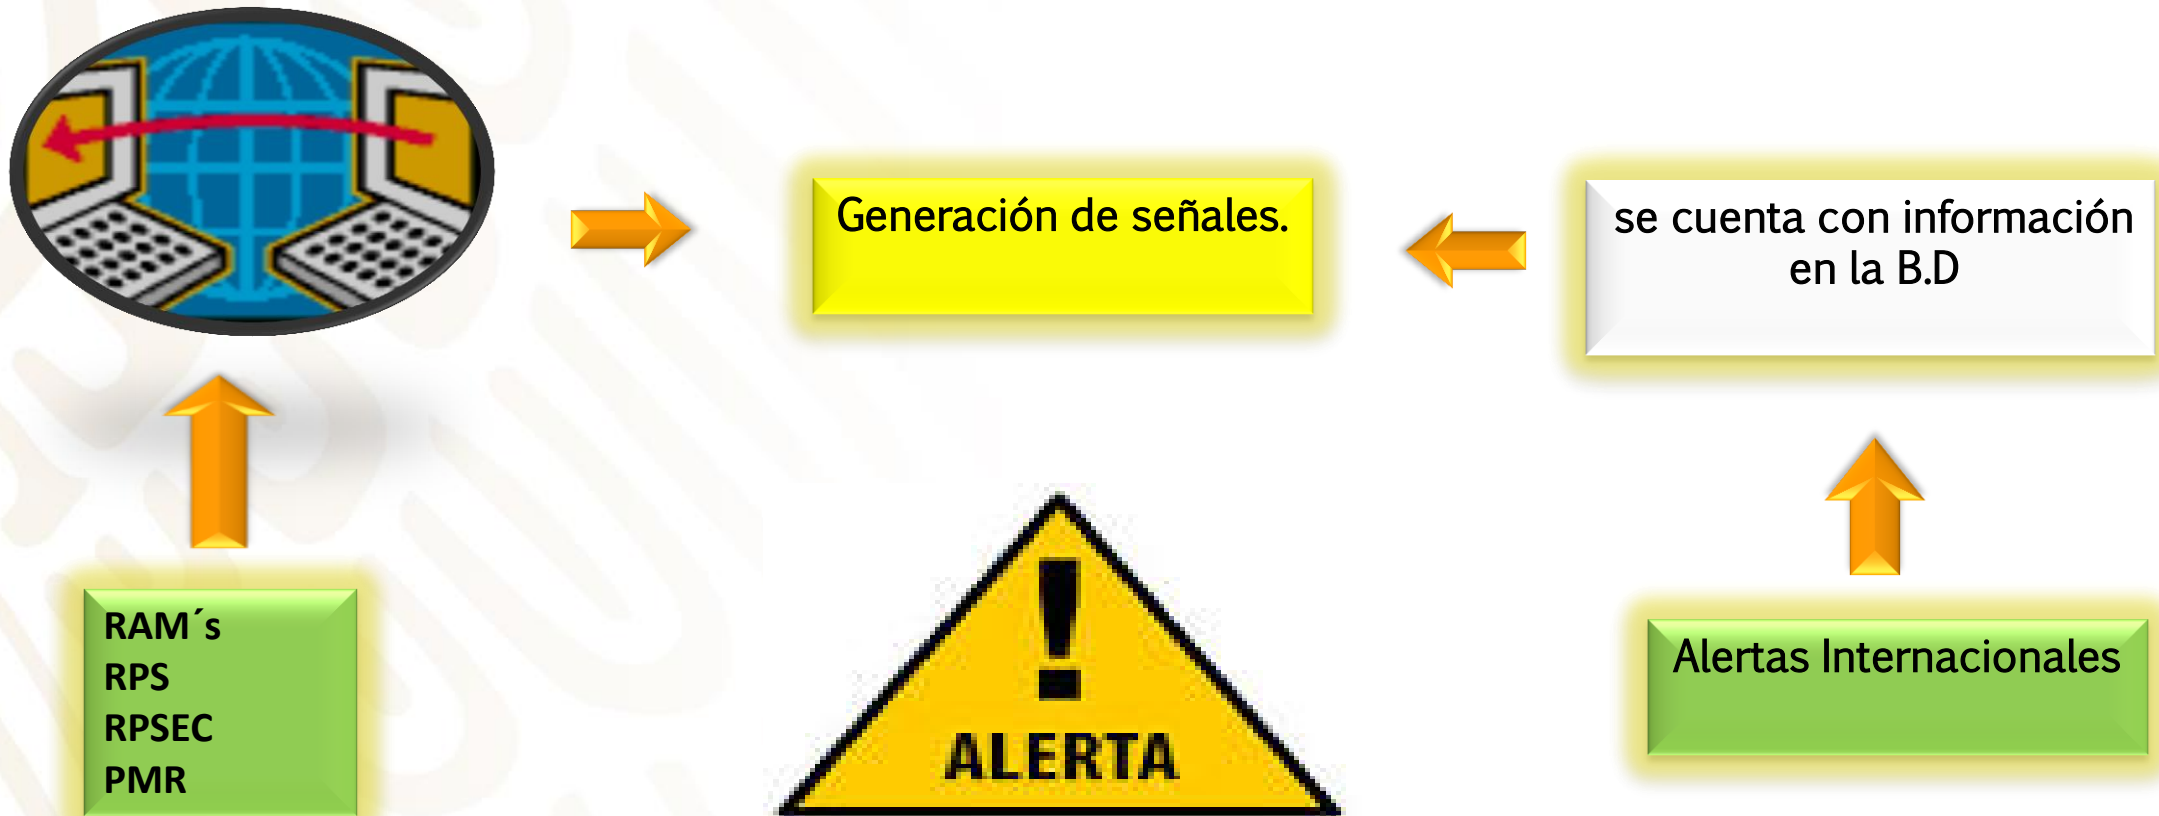 Generación de señales.
se cuenta con información
en la B.D
RAM´s
RPS
RPSEC
PMR
ALERTA
Alertas Internacionales